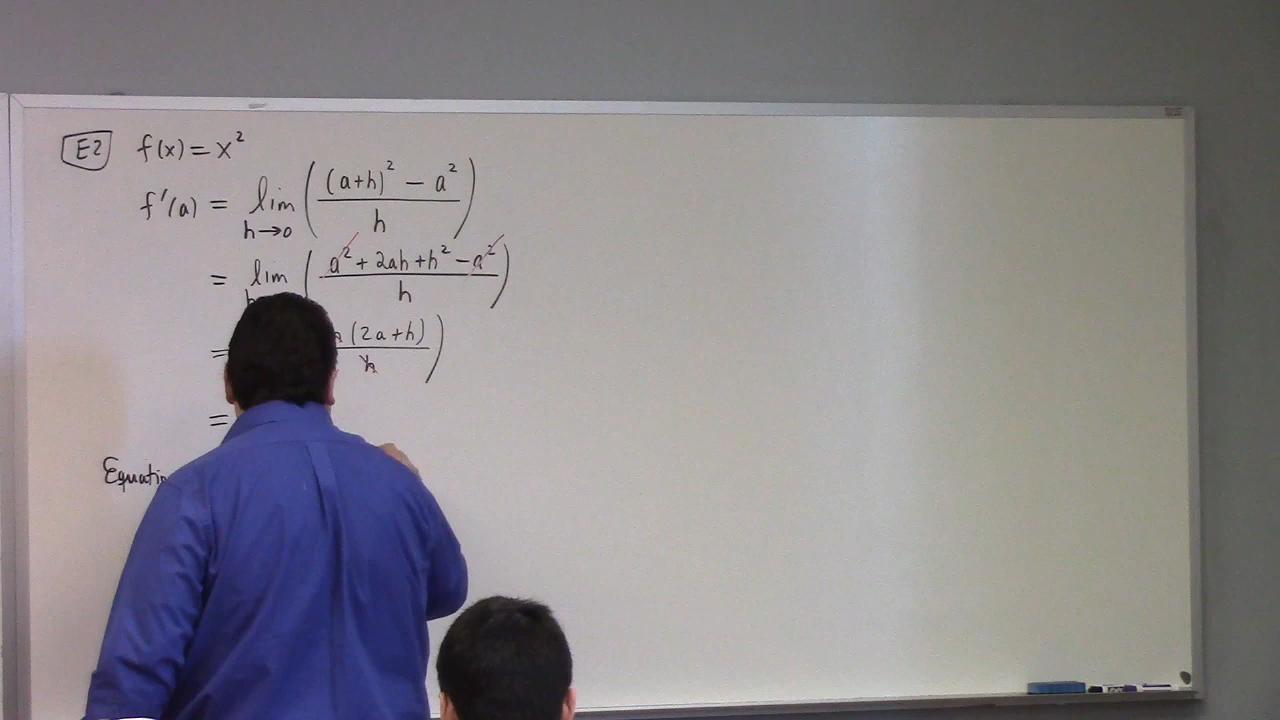 E2 f(x) = x²
f'(a) = lim h→0 ( (a+h)² − a² / h )
= lim ( a² + 2ah + h² − a² / h )
= (2a+h) / h )
=